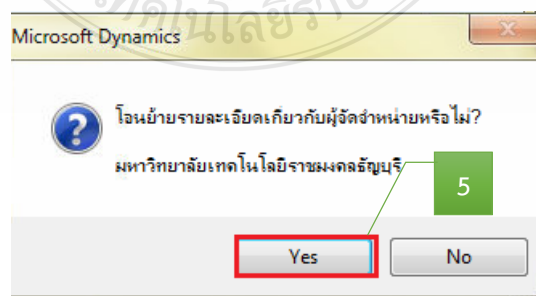 Microsoft Dynamics
โอนย้ายรายละเอียดเกี่ยวกับผู้จัดจำหน่ายหรือไม่?
มหาวิทยาลัยเทคโนโลยีราชมงคลธัญบุรี
5
Yes
No